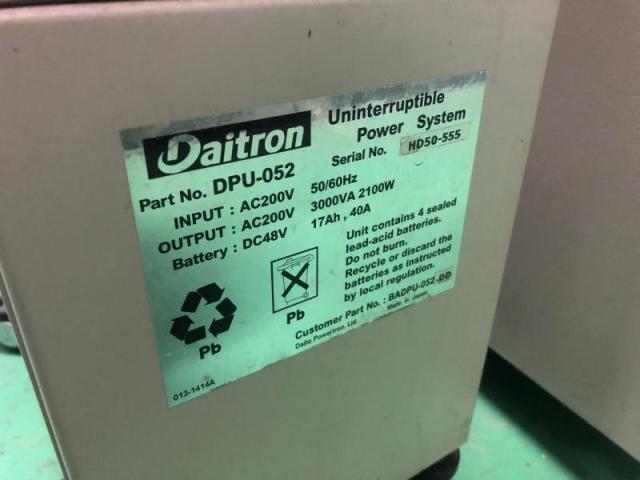 Daitron
Uninterruptible
Power System
Part No. DPU-052
Serial No. HD50-555
INPUT : AC200V 50/60Hz
OUTPUT : AC200V 3000VA 2100W
Battery : DC48V 17Ah , 40A
Unit contains 4 sealed
lead-acid batteries.
Do not burn.
Recycle or discard the
batteries as instructed
by local regulation.
Pb
Pb
Customer Part No. : BADPU-052-DD
Daito Powertron, Ltd. Made in Japan
013-1414A